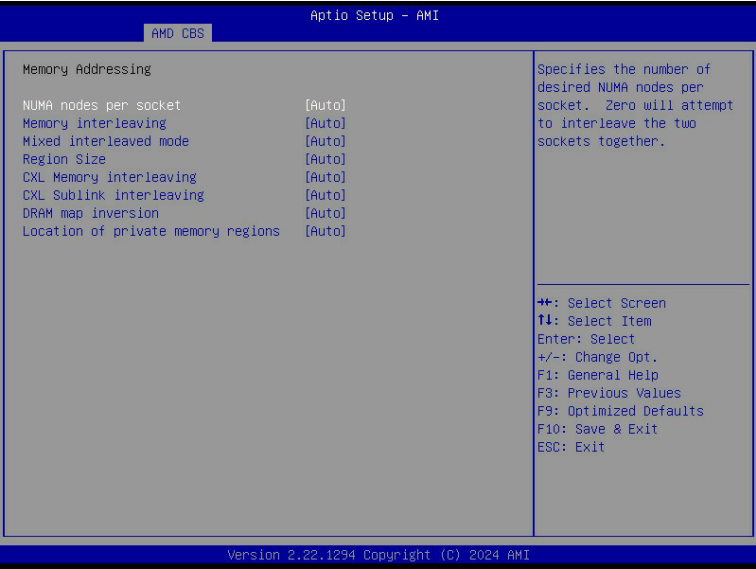 Aptio Setup – AMI
AMD CBS
Memory Addressing
NUMA nodes per socket [Auto]
Memory interleaving [Auto]
Mixed interleaved mode [Auto]
Region Size [Auto]
CXL Memory interleaving [Auto]
CXL Sublink interleaving [Auto]
DRAM map inversion [Auto]
Location of private memory regions [Auto]
Specifies the number of
desired NUMA nodes per
socket. Zero will attempt
to interleave the two
sockets together.
→←: Select Screen
↑↓: Select Item
Enter: Select
+/-: Change Opt.
F1: General Help
F3: Previous Values
F9: Optimized Defaults
F10: Save & Exit
ESC: Exit
Version 2.22.1294 Copyright (C) 2024 AMI